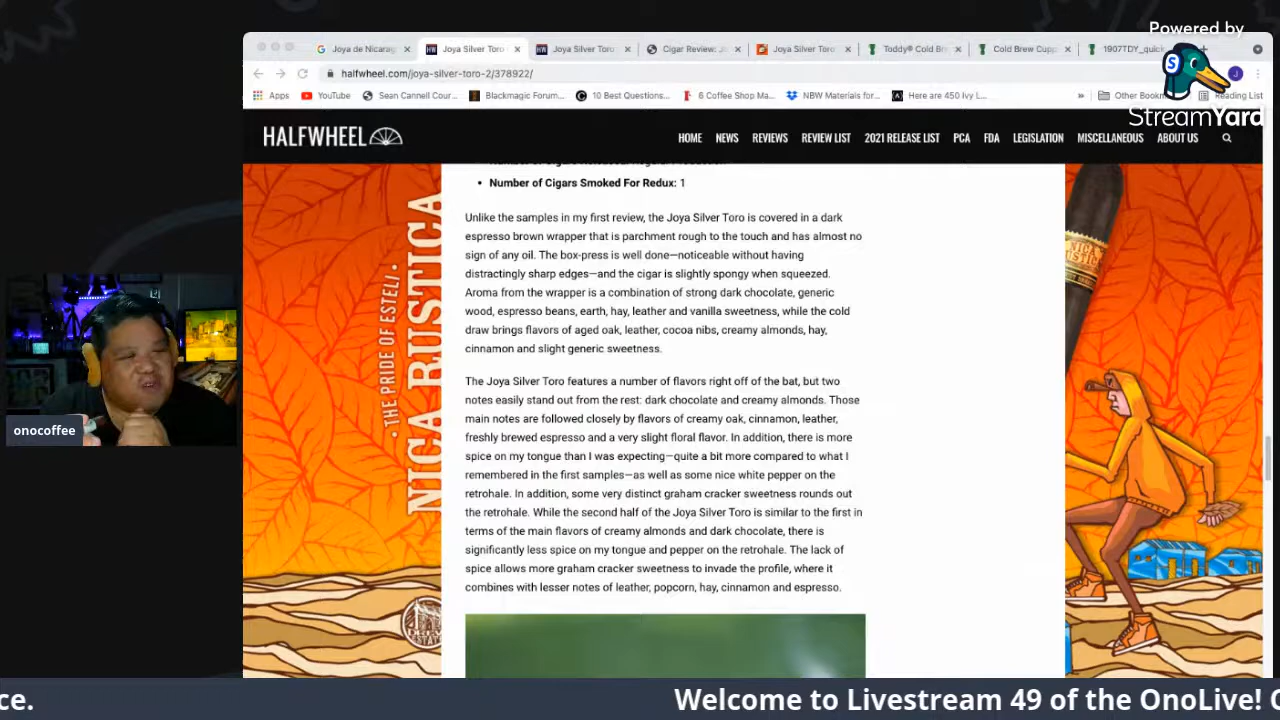 Powered by
StreamYard
Joya de Nicarag
Joya Silver Toro
Joya Silver Toro
Cigar Review: J
Joya Silver Toro
Toddy® Cold Bre
Cold Brew Cupp
1907TDY_quick
halfwheel.com/joya-silver-toro-2/378922/
Apps YouTube Sean Cannell Cour... Blackmagic Forum... 10 Best Questions... 6 Coffee Shop Ma... NBW Materials for... Here are 450 Ivy L... » Other Bookm Reading List
HALFWHEEL
HOME NEWS REVIEWS REVIEW LIST 2021 RELEASE LIST PCA FDA LEGISLATION MISCELLANEOUS ABOUT US
• Number of Cigars Smoked For Redux: 1
Unlike the samples in my first review, the Joya Silver Toro is covered in a dark
espresso brown wrapper that is parchment rough to the touch and has almost no
sign of any oil. The box-press is well done—noticeable without having
distractingly sharp edges—and the cigar is slightly spongy when squeezed.
Aroma from the wrapper is a combination of strong dark chocolate, generic
wood, espresso beans, earth, hay, leather and vanilla sweetness, while the cold
draw brings flavors of aged oak, leather, cocoa nibs, creamy almonds, hay,
cinnamon and slight generic sweetness.
The Joya Silver Toro features a number of flavors right off of the bat, but two
notes easily stand out from the rest: dark chocolate and creamy almonds. Those
main notes are followed closely by flavors of creamy oak, cinnamon, leather,
freshly brewed espresso and a very slight floral flavor. In addition, there is more
spice on my tongue than I was expecting—quite a bit more compared to what I
remembered in the first samples—as well as some nice white pepper on the
retrohale. In addition, some very distinct graham cracker sweetness rounds out
the retrohale. While the second half of the Joya Silver Toro is similar to the first in
terms of the main flavors of creamy almonds and dark chocolate, there is
significantly less spice on my tongue and pepper on the retrohale. The lack of
spice allows more graham cracker sweetness to invade the profile, where it
combines with lesser notes of leather, popcorn, hay, cinnamon and espresso.
• THE PRIDE OF ESTELI •
NICA RUSTICA
onocoffee
ce.
Welcome to Livestream 49 of the OnoLive!